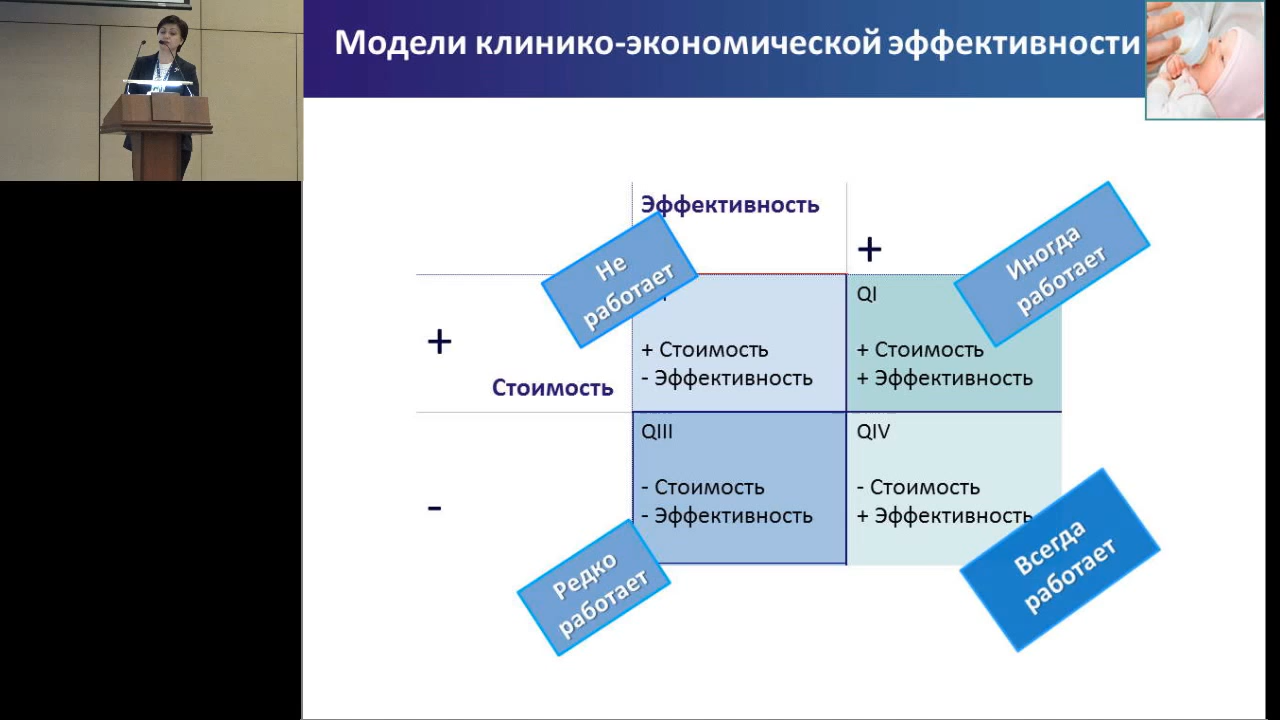 Модели клинико-экономической эффективности
Эффективность
+
Не
работает
Иногда
работает
QI
+
+ Стоимость
- Эффективность
+ Стоимость
+ Эффективность
Стоимость
QIII
QIV
-
- Стоимость
- Эффективность
- Стоимость
+ Эффективность
Редко
работает
Всегда
работает